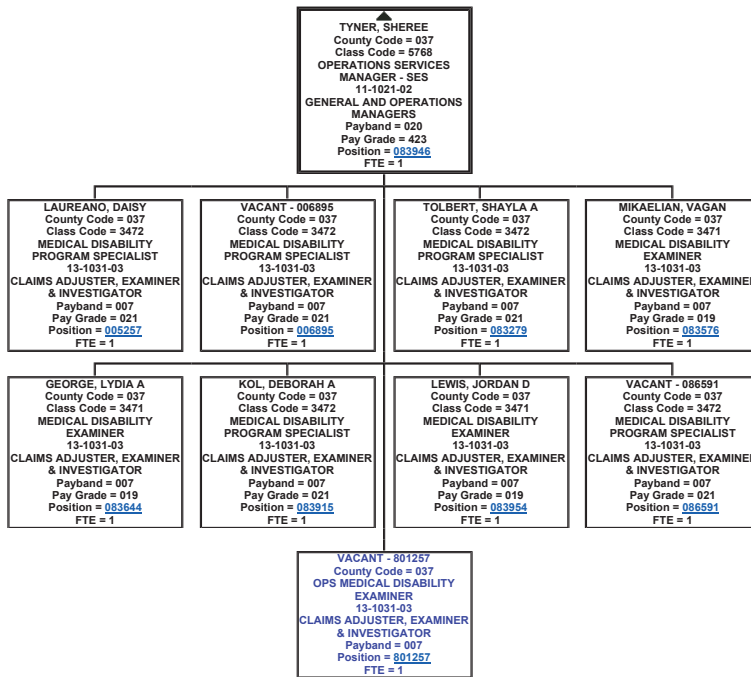 TYNER, SHEREE
County Code = 037
Class Code = 5768
OPERATIONS SERVICES
MANAGER - SES
11-1021-02
GENERAL AND OPERATIONS
MANAGERS
Payband = 020
Pay Grade = 423
Position = 083946
FTE = 1
LAUREANO, DAISY
County Code = 037
Class Code = 3472
MEDICAL DISABILITY
PROGRAM SPECIALIST
13-1031-03
CLAIMS ADJUSTER, EXAMINER
& INVESTIGATOR
Payband = 007
Pay Grade = 021
Position = 005257
FTE = 1
VACANT - 006895
County Code = 037
Class Code = 3472
MEDICAL DISABILITY
PROGRAM SPECIALIST
13-1031-03
CLAIMS ADJUSTER, EXAMINER
& INVESTIGATOR
Payband = 007
Pay Grade = 021
Position = 006895
FTE = 1
TOLBERT, SHAYLA A
County Code = 037
Class Code = 3472
MEDICAL DISABILITY
PROGRAM SPECIALIST
13-1031-03
CLAIMS ADJUSTER, EXAMINER
& INVESTIGATOR
Payband = 007
Pay Grade = 021
Position = 083279
FTE = 1
MIKAELIAN, VAGAN
County Code = 037
Class Code = 3471
MEDICAL DISABILITY
EXAMINER
13-1031-03
CLAIMS ADJUSTER, EXAMINER
& INVESTIGATOR
Payband = 007
Pay Grade = 019
Position = 083576
FTE = 1
GEORGE, LYDIA A
County Code = 037
Class Code = 3471
MEDICAL DISABILITY
EXAMINER
13-1031-03
CLAIMS ADJUSTER, EXAMINER
& INVESTIGATOR
Payband = 007
Pay Grade = 019
Position = 083644
FTE = 1
KOL, DEBORAH A
County Code = 037
Class Code = 3472
MEDICAL DISABILITY
PROGRAM SPECIALIST
13-1031-03
CLAIMS ADJUSTER, EXAMINER
& INVESTIGATOR
Payband = 007
Pay Grade = 021
Position = 083915
FTE = 1
LEWIS, JORDAN D
County Code = 037
Class Code = 3471
MEDICAL DISABILITY
EXAMINER
13-1031-03
CLAIMS ADJUSTER, EXAMINER
& INVESTIGATOR
Payband = 007
Pay Grade = 019
Position = 083954
FTE = 1
VACANT - 086591
County Code = 037
Class Code = 3472
MEDICAL DISABILITY
PROGRAM SPECIALIST
13-1031-03
CLAIMS ADJUSTER, EXAMINER
& INVESTIGATOR
Payband = 007
Pay Grade = 021
Position = 086591
FTE = 1
VACANT - 801257
County Code = 037
OPS MEDICAL DISABILITY
EXAMINER
13-1031-03
CLAIMS ADJUSTER, EXAMINER
& INVESTIGATOR
Payband = 007
Position = 801257
FTE = 1